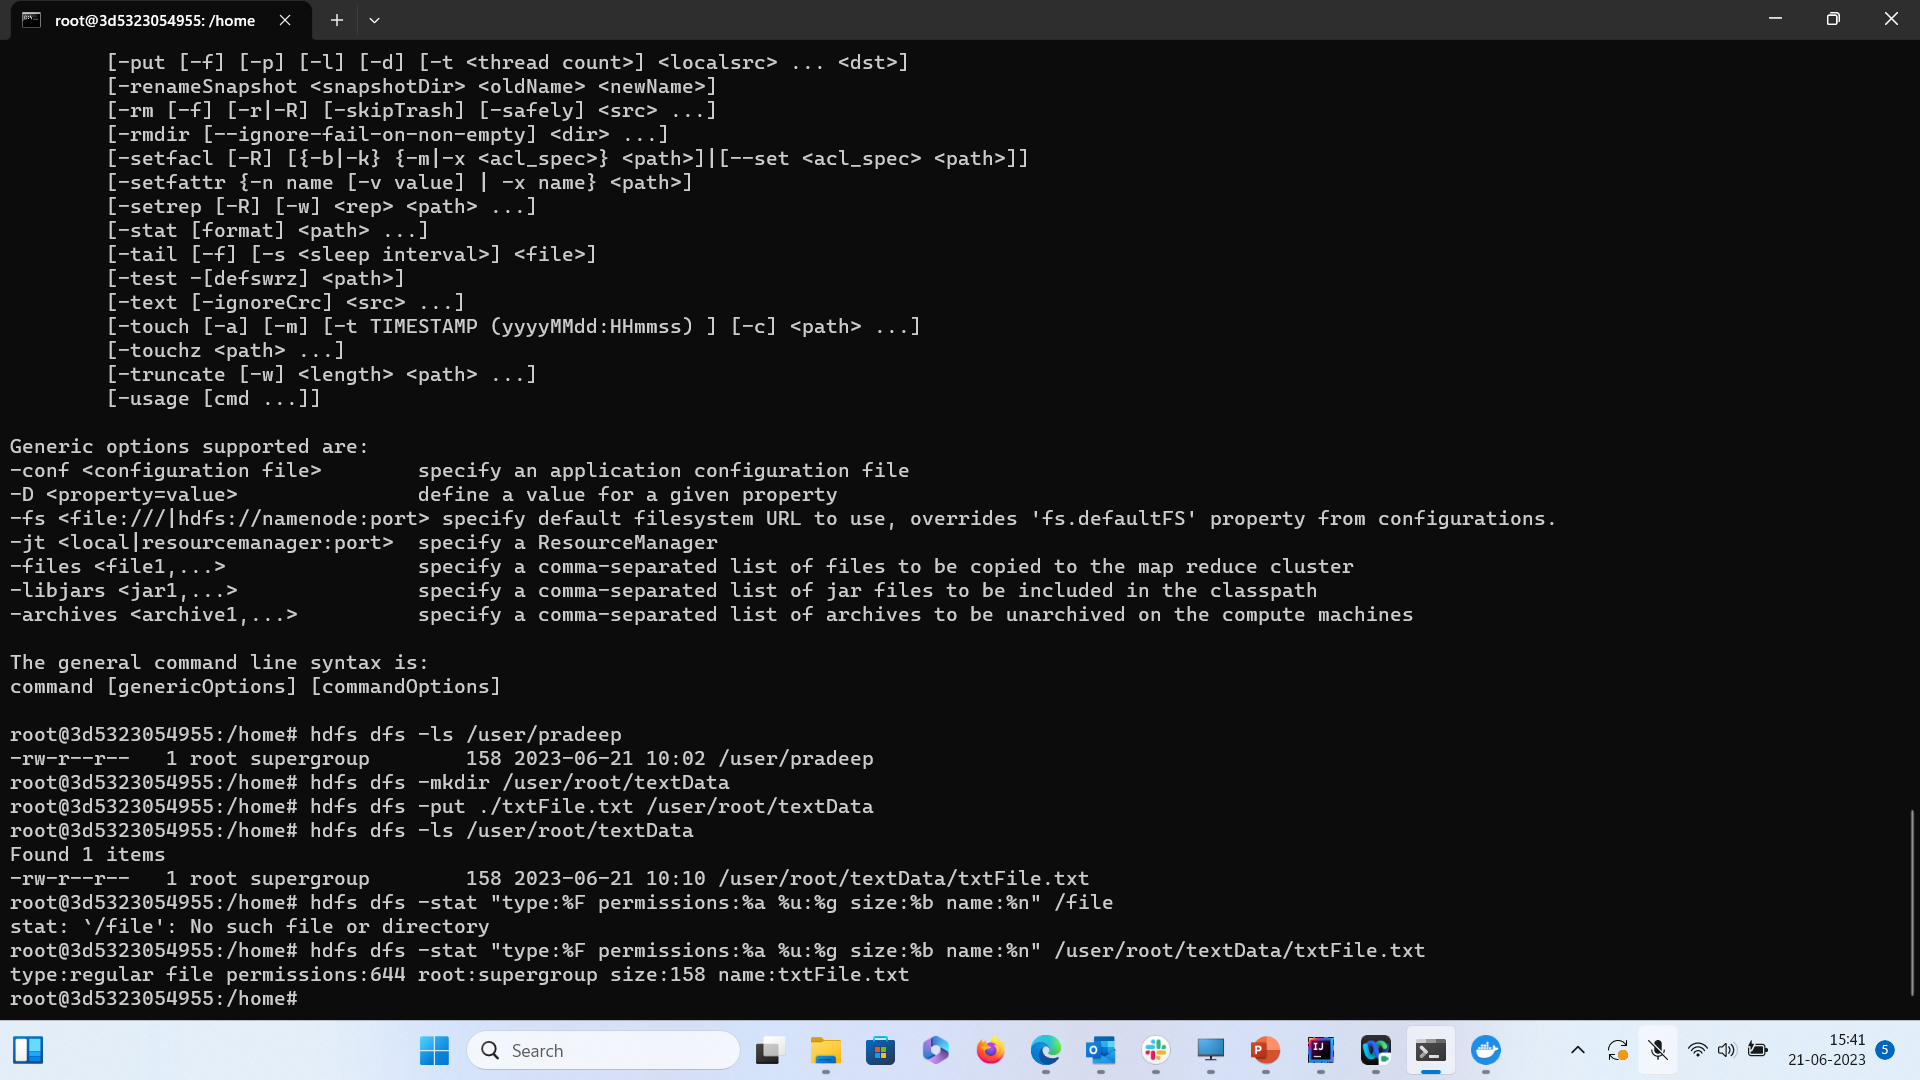 root@3d5323054955: /home
[-put [-f] [-p] [-l] [-d] [-t <thread count>] <localsrc> ... <dst>]
[-renameSnapshot <snapshotDir> <oldName> <newName>]
[-rm [-f] [-r|-R] [-skipTrash] [-safely] <src> ...]
[-rmdir [--ignore-fail-on-non-empty] <dir> ...]
[-setfacl [-R] [{-b|-k} {-m|-x <acl_spec>} <path>]|[--set <acl_spec> <path>]]
[-setfattr {-n name [-v value] | -x name} <path>]
[-setrep [-R] [-w] <rep> <path> ...]
[-stat [format] <path> ...]
[-tail [-f] [-s <sleep interval>] <file>]
[-test -[defswrz] <path>]
[-text [-ignoreCrc] <src> ...]
[-touch [-a] [-m] [-t TIMESTAMP (yyyyMMdd:HHmmss) ] [-c] <path> ...]
[-touchz <path> ...]
[-truncate [-w] <length> <path> ...]
[-usage [cmd ...]]
Generic options supported are:
-conf <configuration file>        specify an application configuration file
-D <property=value>               define a value for a given property
-fs <file:///|hdfs://namenode:port> specify default filesystem URL to use, overrides 'fs.defaultFS' property from configurations.
-jt <local|resourcemanager:port>  specify a ResourceManager
-files <file1,...>                specify a comma-separated list of files to be copied to the map reduce cluster
-libjars <jar1,...>               specify a comma-separated list of jar files to be included in the classpath
-archives <archive1,...>          specify a comma-separated list of archives to be unarchived on the compute machines
The general command line syntax is:
command [genericOptions] [commandOptions]
root@3d5323054955:/home# hdfs dfs -ls /user/pradeep
-rw-r--r--   1 root supergroup        158 2023-06-21 10:02 /user/pradeep
root@3d5323054955:/home# hdfs dfs -mkdir /user/root/textData
root@3d5323054955:/home# hdfs dfs -put ./txtFile.txt /user/root/textData
root@3d5323054955:/home# hdfs dfs -ls /user/root/textData
Found 1 items
-rw-r--r--   1 root supergroup        158 2023-06-21 10:10 /user/root/textData/txtFile.txt
root@3d5323054955:/home# hdfs dfs -stat "type:%F permissions:%a %u:%g size:%b name:%n" /file
stat: `/file': No such file or directory
root@3d5323054955:/home# hdfs dfs -stat "type:%F permissions:%a %u:%g size:%b name:%n" /user/root/textData/txtFile.txt
type:regular file permissions:644 root:supergroup size:158 name:txtFile.txt
root@3d5323054955:/home#
Search
15:41
21-06-2023
5